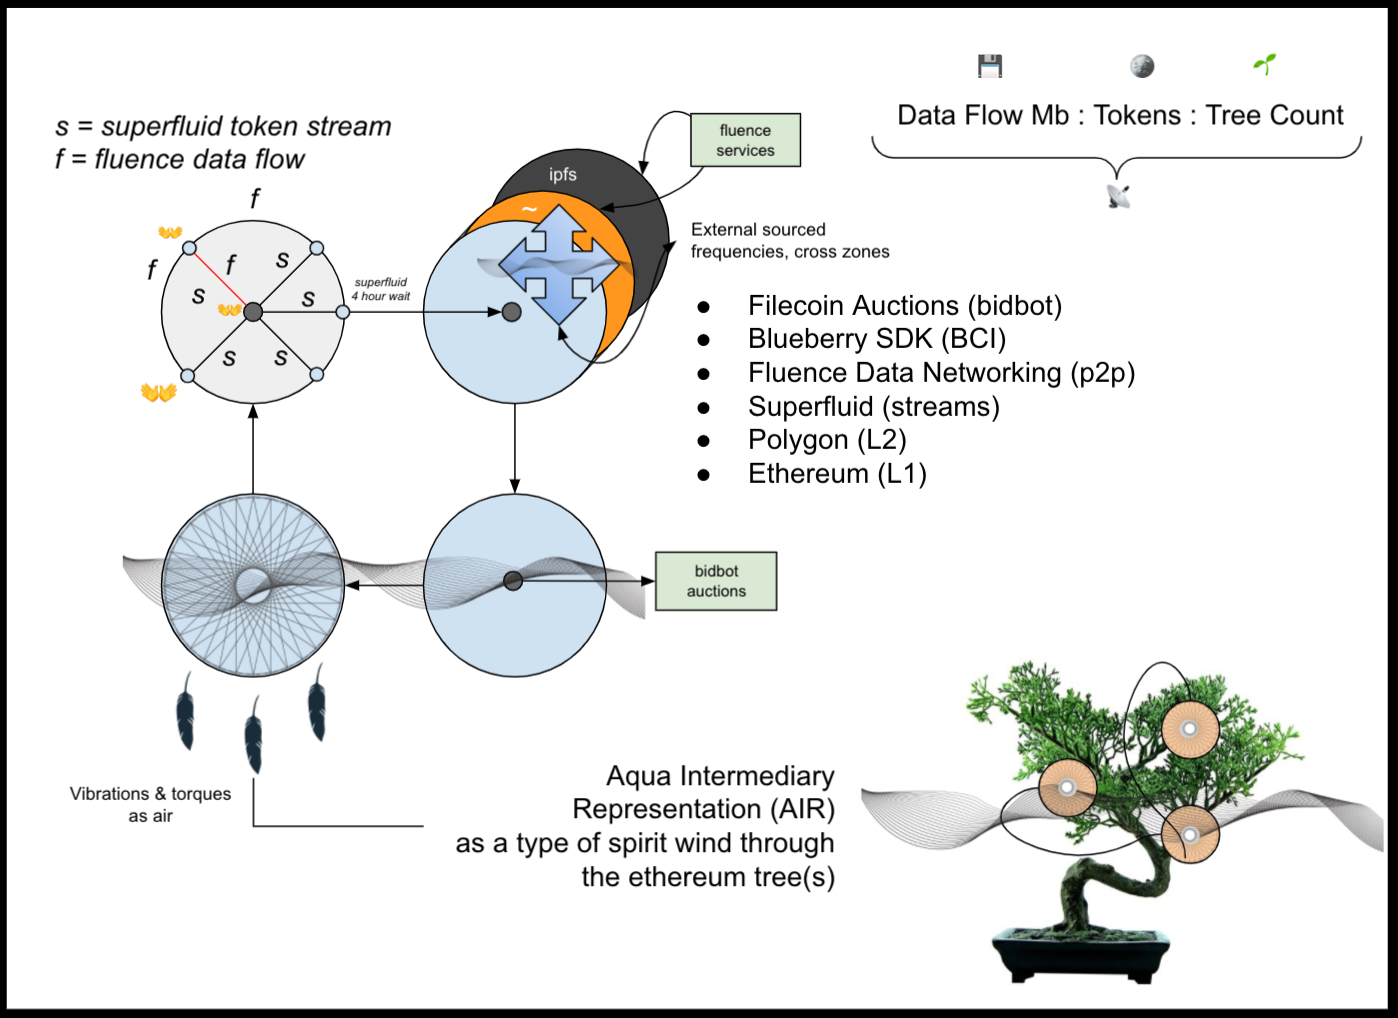 Data Flow Mb : Tokens : Tree Count
s = superfluid token stream
f = fluence data flow
fluence
services
ipfs
~
f
f
f
s
s
s
s
s
superfluid
4 hour wait
External sourced
frequencies, cross zones
● Filecoin Auctions (bidbot)
● Blueberry SDK (BCI)
● Fluence Data Networking (p2p)
● Superfluid (streams)
● Polygon (L2)
● Ethereum (L1)
bidbot
auctions
Vibrations & torques
as air
Aqua Intermediary
Representation (AIR)
as a type of spirit wind through
the ethereum tree(s)